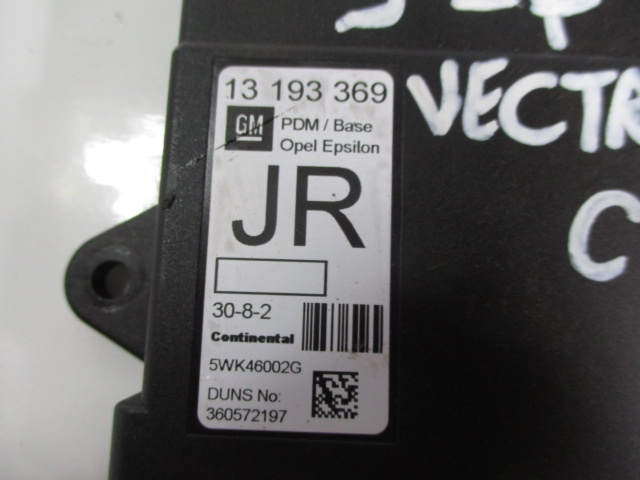 13 193 369
GM
PDM / Base
Opel Epsilon
JR
30-8-2
Continental
5WK46002G
DUNS No:
360572197
VECTR
C